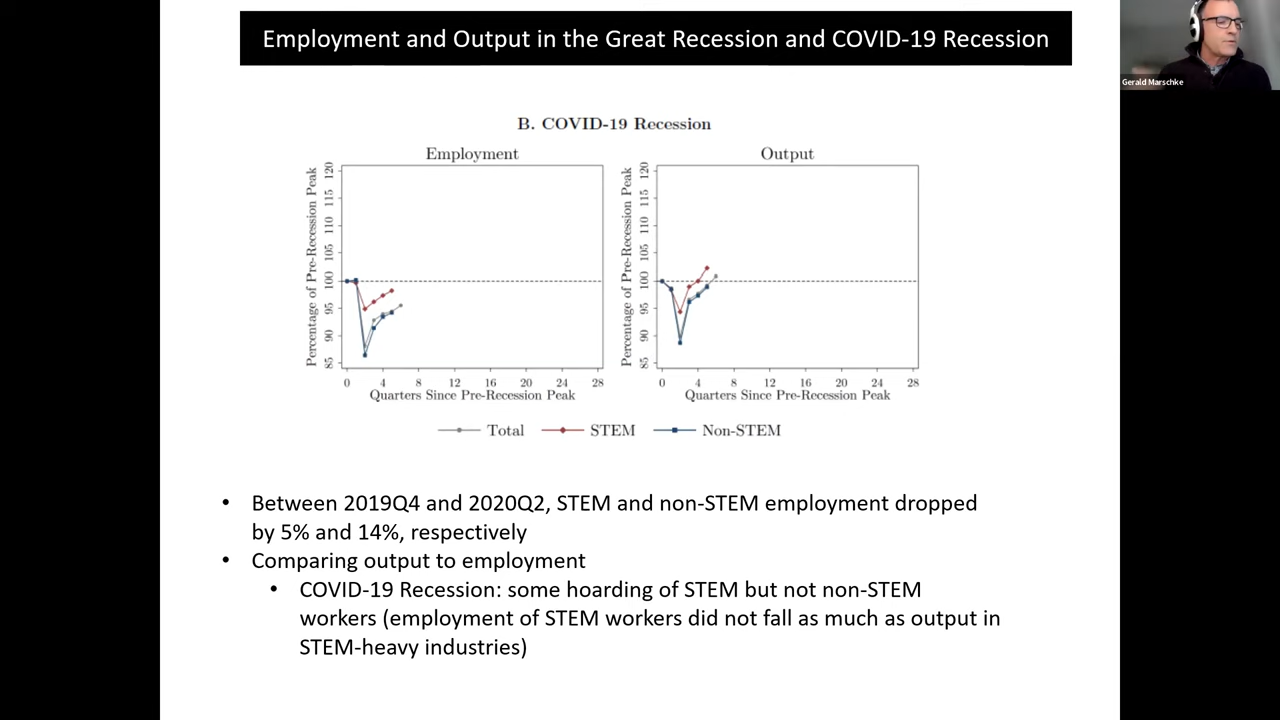 Employment and Output in the Great Recession and COVID-19 Recession
Gerald Marschke
B. COVID-19 Recession
Employment
Output
Percentage of Pre-Recession Peak
120
115
110
105
100
95
90
85
0 4 8 12 16 20 24 28
Quarters Since Pre-Recession Peak
Percentage of Pre-Recession Peak
120
115
110
105
100
95
90
85
0 4 8 12 16 20 24 28
Quarters Since Pre-Recession Peak
Total STEM Non-STEM
• Between 2019Q4 and 2020Q2, STEM and non-STEM employment dropped
by 5% and 14%, respectively
• Comparing output to employment
• COVID-19 Recession: some hoarding of STEM but not non-STEM
workers (employment of STEM workers did not fall as much as output in
STEM-heavy industries)